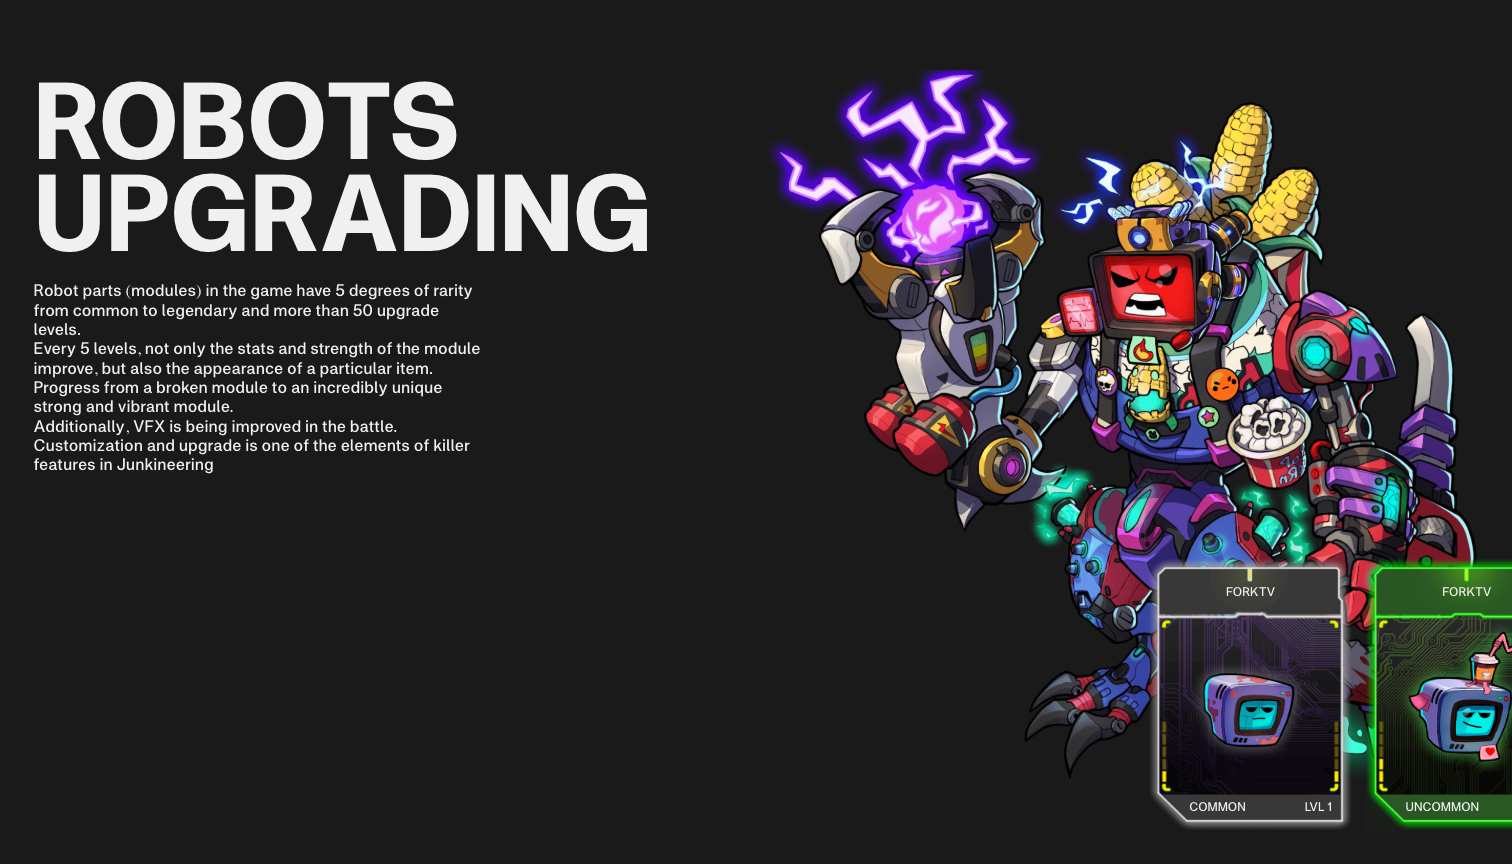 ROBOTS
UPGRADING
Robot parts (modules) in the game have 5 degrees of rarity
from common to legendary and more than 50 upgrade
levels.
Every 5 levels, not only the stats and strength of the module
improve, but also the appearance of a particular item.
Progress from a broken module to an incredibly unique
strong and vibrant module.
Additionally, VFX is being improved in the battle.
Customization and upgrade is one of the elements of killer
features in Junkineering
FORKTV
COMMON LVL 1
FORKTV
UNCOMMON